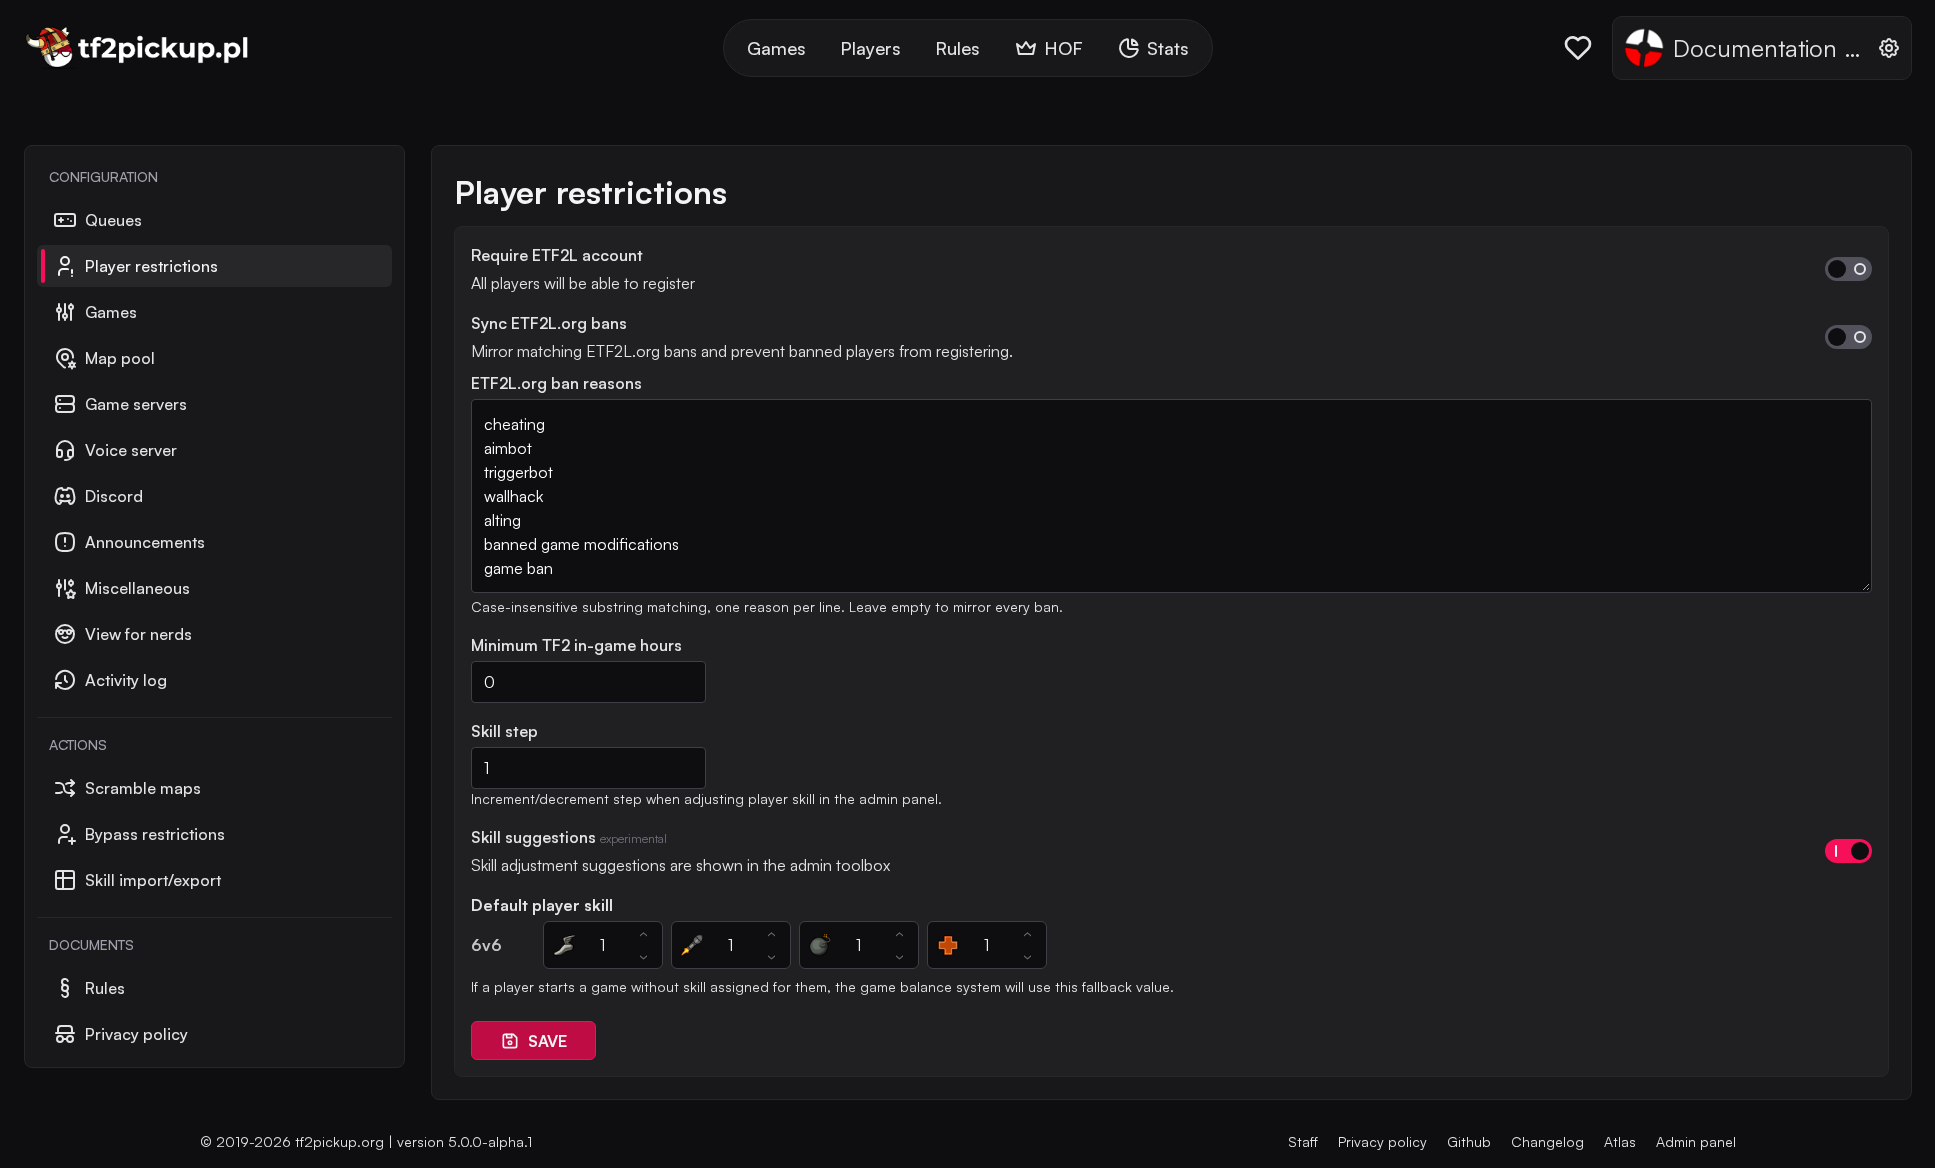 tf2pickup.pl
Games
Players
Rules
HOF
Stats
Documentation ...
CONFIGURATION
Queues
Player restrictions
Games
Map pool
Game servers
Voice server
Discord
Announcements
Miscellaneous
View for nerds
Activity log
ACTIONS
Scramble maps
Bypass restrictions
Skill import/export
DOCUMENTS
Rules
Privacy policy
Player restrictions
Require ETF2L account
All players will be able to register
Sync ETF2L.org bans
Mirror matching ETF2L.org bans and prevent banned players from registering.
ETF2L.org ban reasons
cheating
aimbot
triggerbot
wallhack
alting
banned game modifications
game ban
Case-insensitive substring matching, one reason per line. Leave empty to mirror every ban.
Minimum TF2 in-game hours
0
Skill step
1
Increment/decrement step when adjusting player skill in the admin panel.
Skill suggestions experimental
Skill adjustment suggestions are shown in the admin toolbox
Default player skill
6v6 1 1 1 1
If a player starts a game without skill assigned for them, the game balance system will use this fallback value.
SAVE
© 2019-2026 tf2pickup.org | version 5.0.0-alpha.1
Staff
Privacy policy
Github
Changelog
Atlas
Admin panel